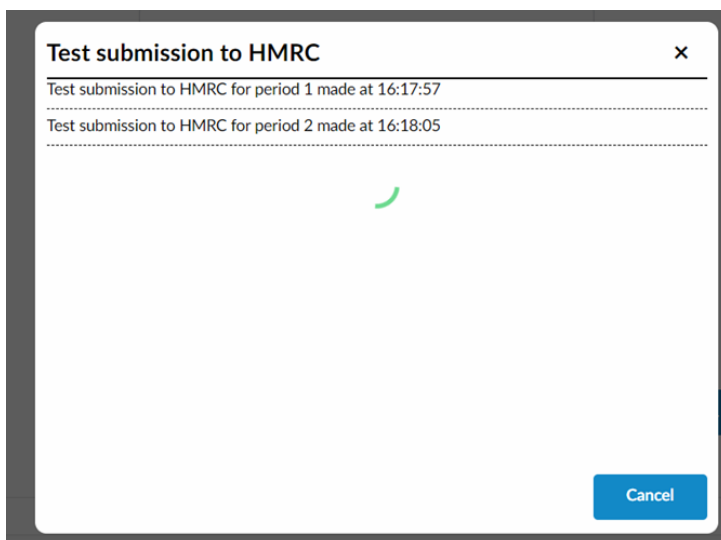 Test submission to HMRC
×
Test submission to HMRC for period 1 made at 16:17:57
Test submission to HMRC for period 2 made at 16:18:05
Cancel